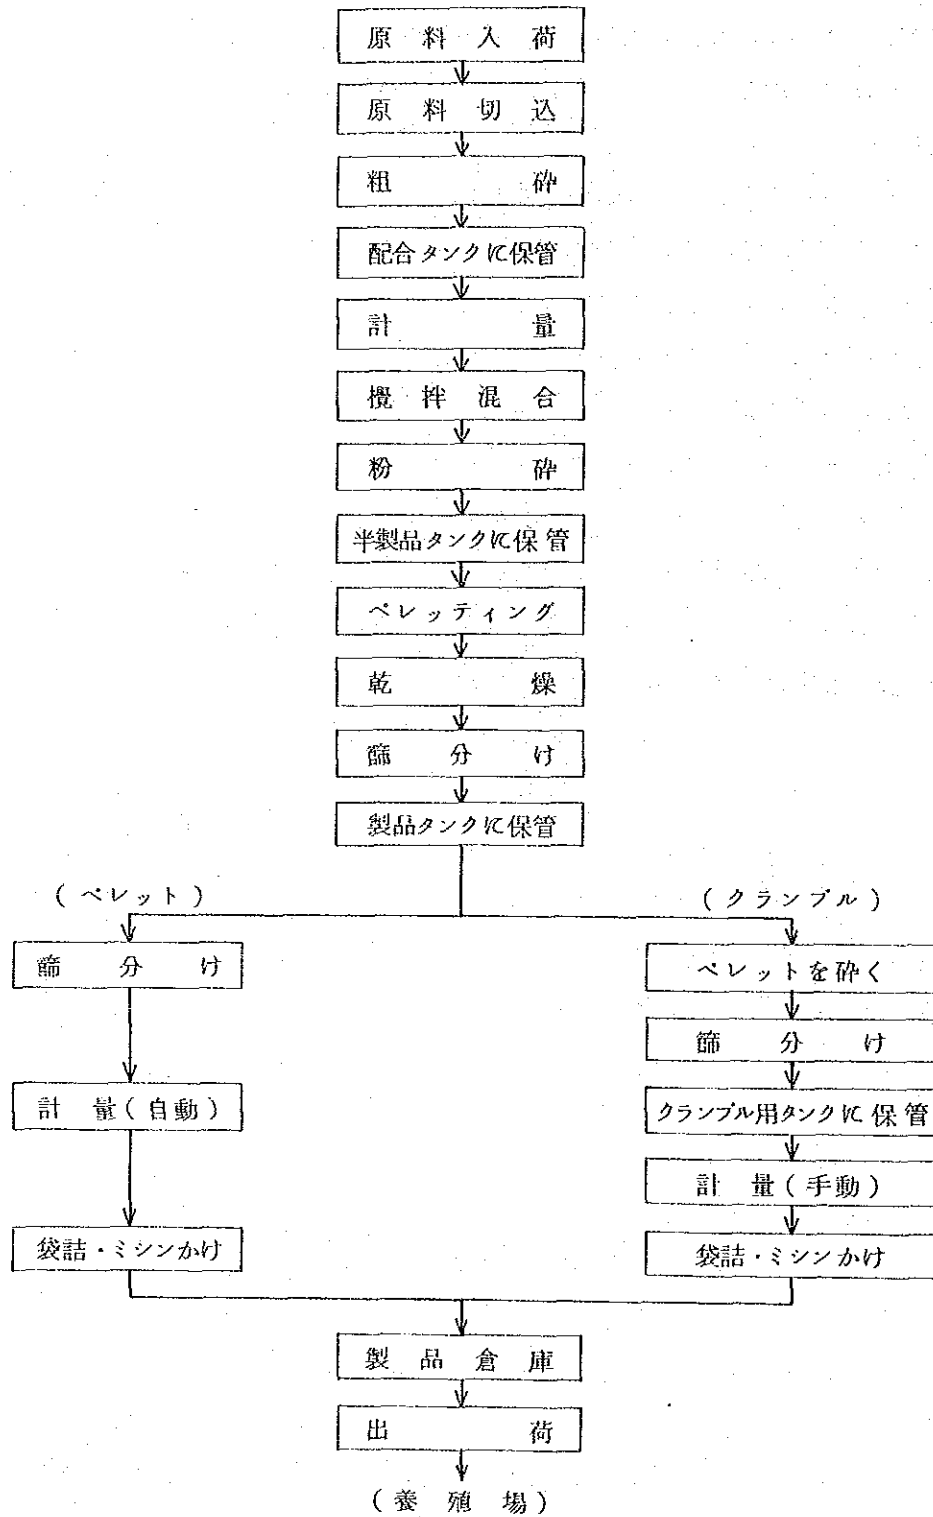 原料入荷
原料切込
粗砕
配合タンクに保管
計量
攪拌混合
粉砕
半製品タンクに保管
ペレッティング
乾燥
篩分け
製品タンクに保管
(ペレット)
篩分け
計量(自動)
袋詰・ミシンかけ
(クランブル)
ペレットを砕く
篩分け
クランブル用タンクに保管
計量(手動)
袋詰・ミシンかけ
製品倉庫
出荷
(養殖場)